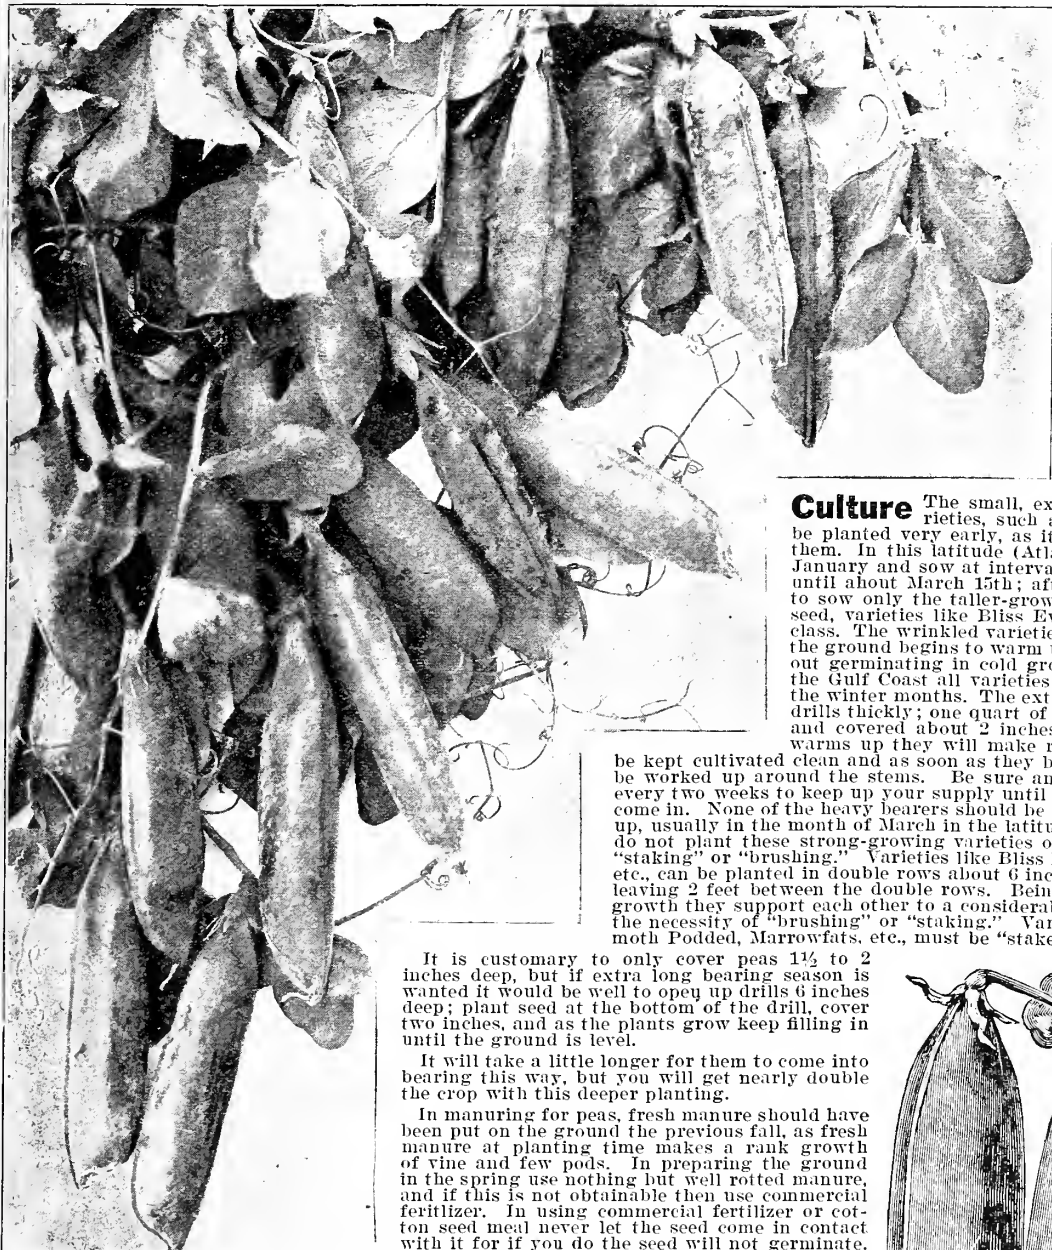 Culture The small, ex
rieties, such a
be planted very early, as it
them. In this latitude (Atl
January and sow at interva
until about March 15th; aft
to sow only the taller-grow
seed, varieties like Bliss Ev
class. The wrinkled varietie
the ground begins to warm
out germinating in cold gro
the Gulf Coast all varieties
the winter months. The ext
drills thickly; one quart of
and covered about 2 inches
warms up they will make r
be kept cultivated clean and as soon as they b
be worked up around the stems. Be sure an
every two weeks to keep up your supply until
come in. None of the heavy bearers should be
up, usually in the month of March in the latitu
do not plant these strong-growing varieties o
"staking" or "brushing." Varieties like Bliss
etc., can be planted in double rows about 6 inc
leaving 2 feet between the double rows. Bein
growth they support each other to a considera
the necessity of "brushing" or "staking." Var
moth Podded, Marrowfats, etc., must be "stake
It is customary to only cover peas 1½ to 2
inches deep, but if extra long bearing season is
wanted it would be well to open up drills 6 inches
deep; plant seed at the bottom of the drill, cover
two inches, and as the plants grow keep filling in
until the ground is level.
It will take a little longer for them to come into
bearing this way, but you will get nearly double
the crop with this deeper planting.
In manuring for peas, fresh manure should have
been put on the ground the previous fall, as fresh
manure at planting time makes a rank growth
of vine and few pods. In preparing the ground
in the spring use nothing but well rotted manure,
and if this is not obtainable then use commercial
feritlizer. In using commercial fertilizer or cot-
ton seed meal never let the seed come in contact
with it for if you do the seed will not germinate.